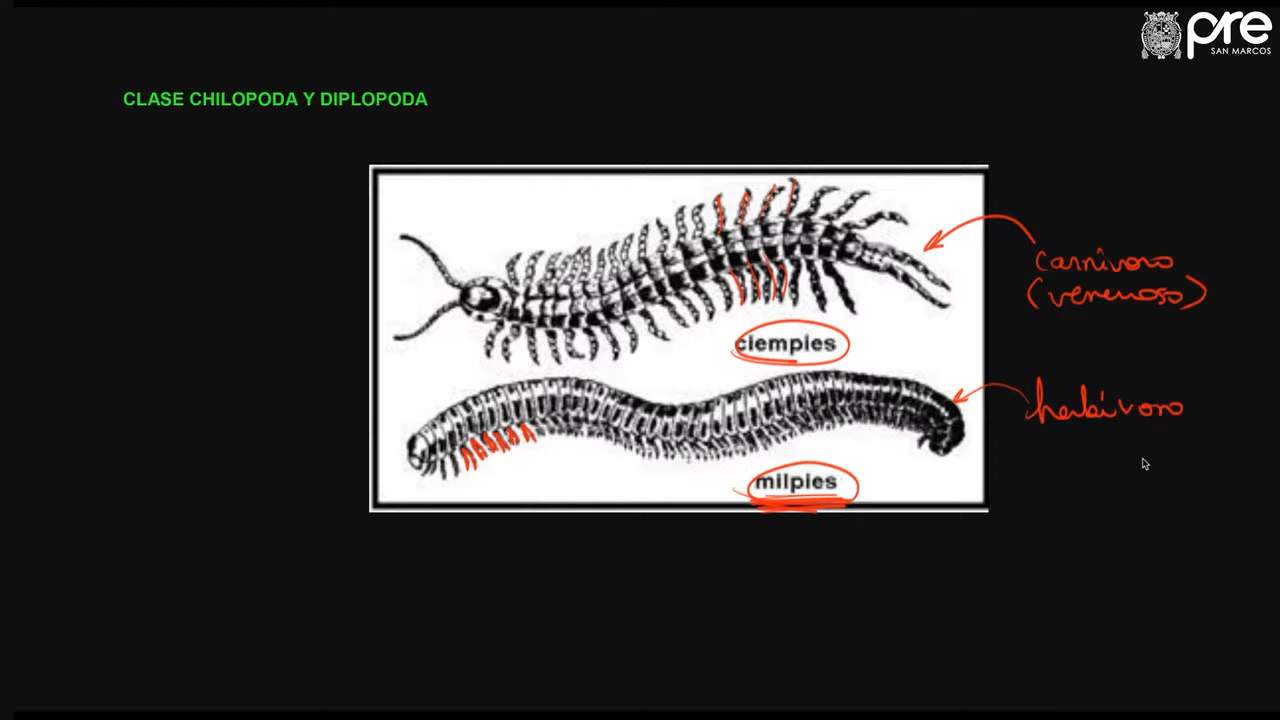 pre
SAN MARCOS
CLASE CHILOPODA Y DIPLOPODA
carnívoro
(venenoso)
ciempies
herbívoro
milpies